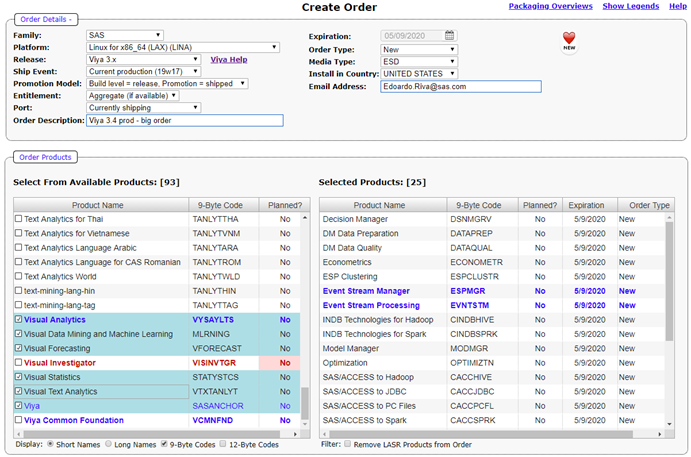 Create Order
Packaging Overviews Show Legends Help
Order Details -
Family: SAS
Platform: Linux for x86_64 (LAX) (LINA)
Release: Viya 3.x Viya Help
Ship Event: Current production (19w17)
Promotion Model: Build level = release, Promotion = shipped
Entitlement: Aggregate (if available)
Port: Currently shipping
Order Description: Viya 3.4 prod - big order
Expiration: 05/09/2020
Order Type: New
Media Type: ESD
Install in Country: UNITED STATES
Email Address: Edoardo.Riva@sas.com
NEW
Order Products
Select From Available Products: [93]
Product Name 9-Byte Code Planned?
Text Analytics for Thai TANLYTTHA No
Text Analytics for Vietnamese TANLYTVNM No
Text Analytics Language Arabic TANLYTARA No
Text Analytics Language for CAS Romanian TANLYTROM No
Text Analytics World TANLYTWLD No
text-mining-lang-hin TANLYTHIN No
text-mining-lang-tag TANLYTTAG No
Visual Analytics VYSAYLTS No
Visual Data Mining and Machine Learning MLRNING No
Visual Forecasting VFORECAST No
Visual Investigator VISINVTGR No
Visual Statistics STATYSTCS No
Visual Text Analytics VTXTANLYT No
Viya SASANCHOR No
Viya Common Foundation VCMNFND No
Display: Short Names Long Names 9-Byte Codes 12-Byte Codes
Selected Products: [25]
Product Name 9-Byte Code Planned? Expiration Order Type
Decision Manager DSNMGRV No 5/9/2020 New
DM Data Preparation DATAPREP No 5/9/2020 New
DM Data Quality DATAQUAL No 5/9/2020 New
Econometrics ECONOMETR No 5/9/2020 New
ESP Clustering ESPCLUSTR No 5/9/2020 New
Event Stream Manager ESPMGR No 5/9/2020 New
Event Stream Processing EVNTSTM No 5/9/2020 New
INDB Technologies for Hadoop CINDBHIVE No 5/9/2020 New
INDB Technologies for Spark CINDBSPRK No 5/9/2020 New
Model Manager MODMGR No 5/9/2020 New
Optimization OPTIMIZTN No 5/9/2020 New
SAS/ACCESS to Hadoop CACCHIVE No 5/9/2020 New
SAS/ACCESS to JDBC CACCJDBC No 5/9/2020 New
SAS/ACCESS to PC Files CACCPCFL No 5/9/2020 New
SAS/ACCESS to Spark CACCSPRK No 5/9/2020 New
Filter: Remove LASR Products from Order